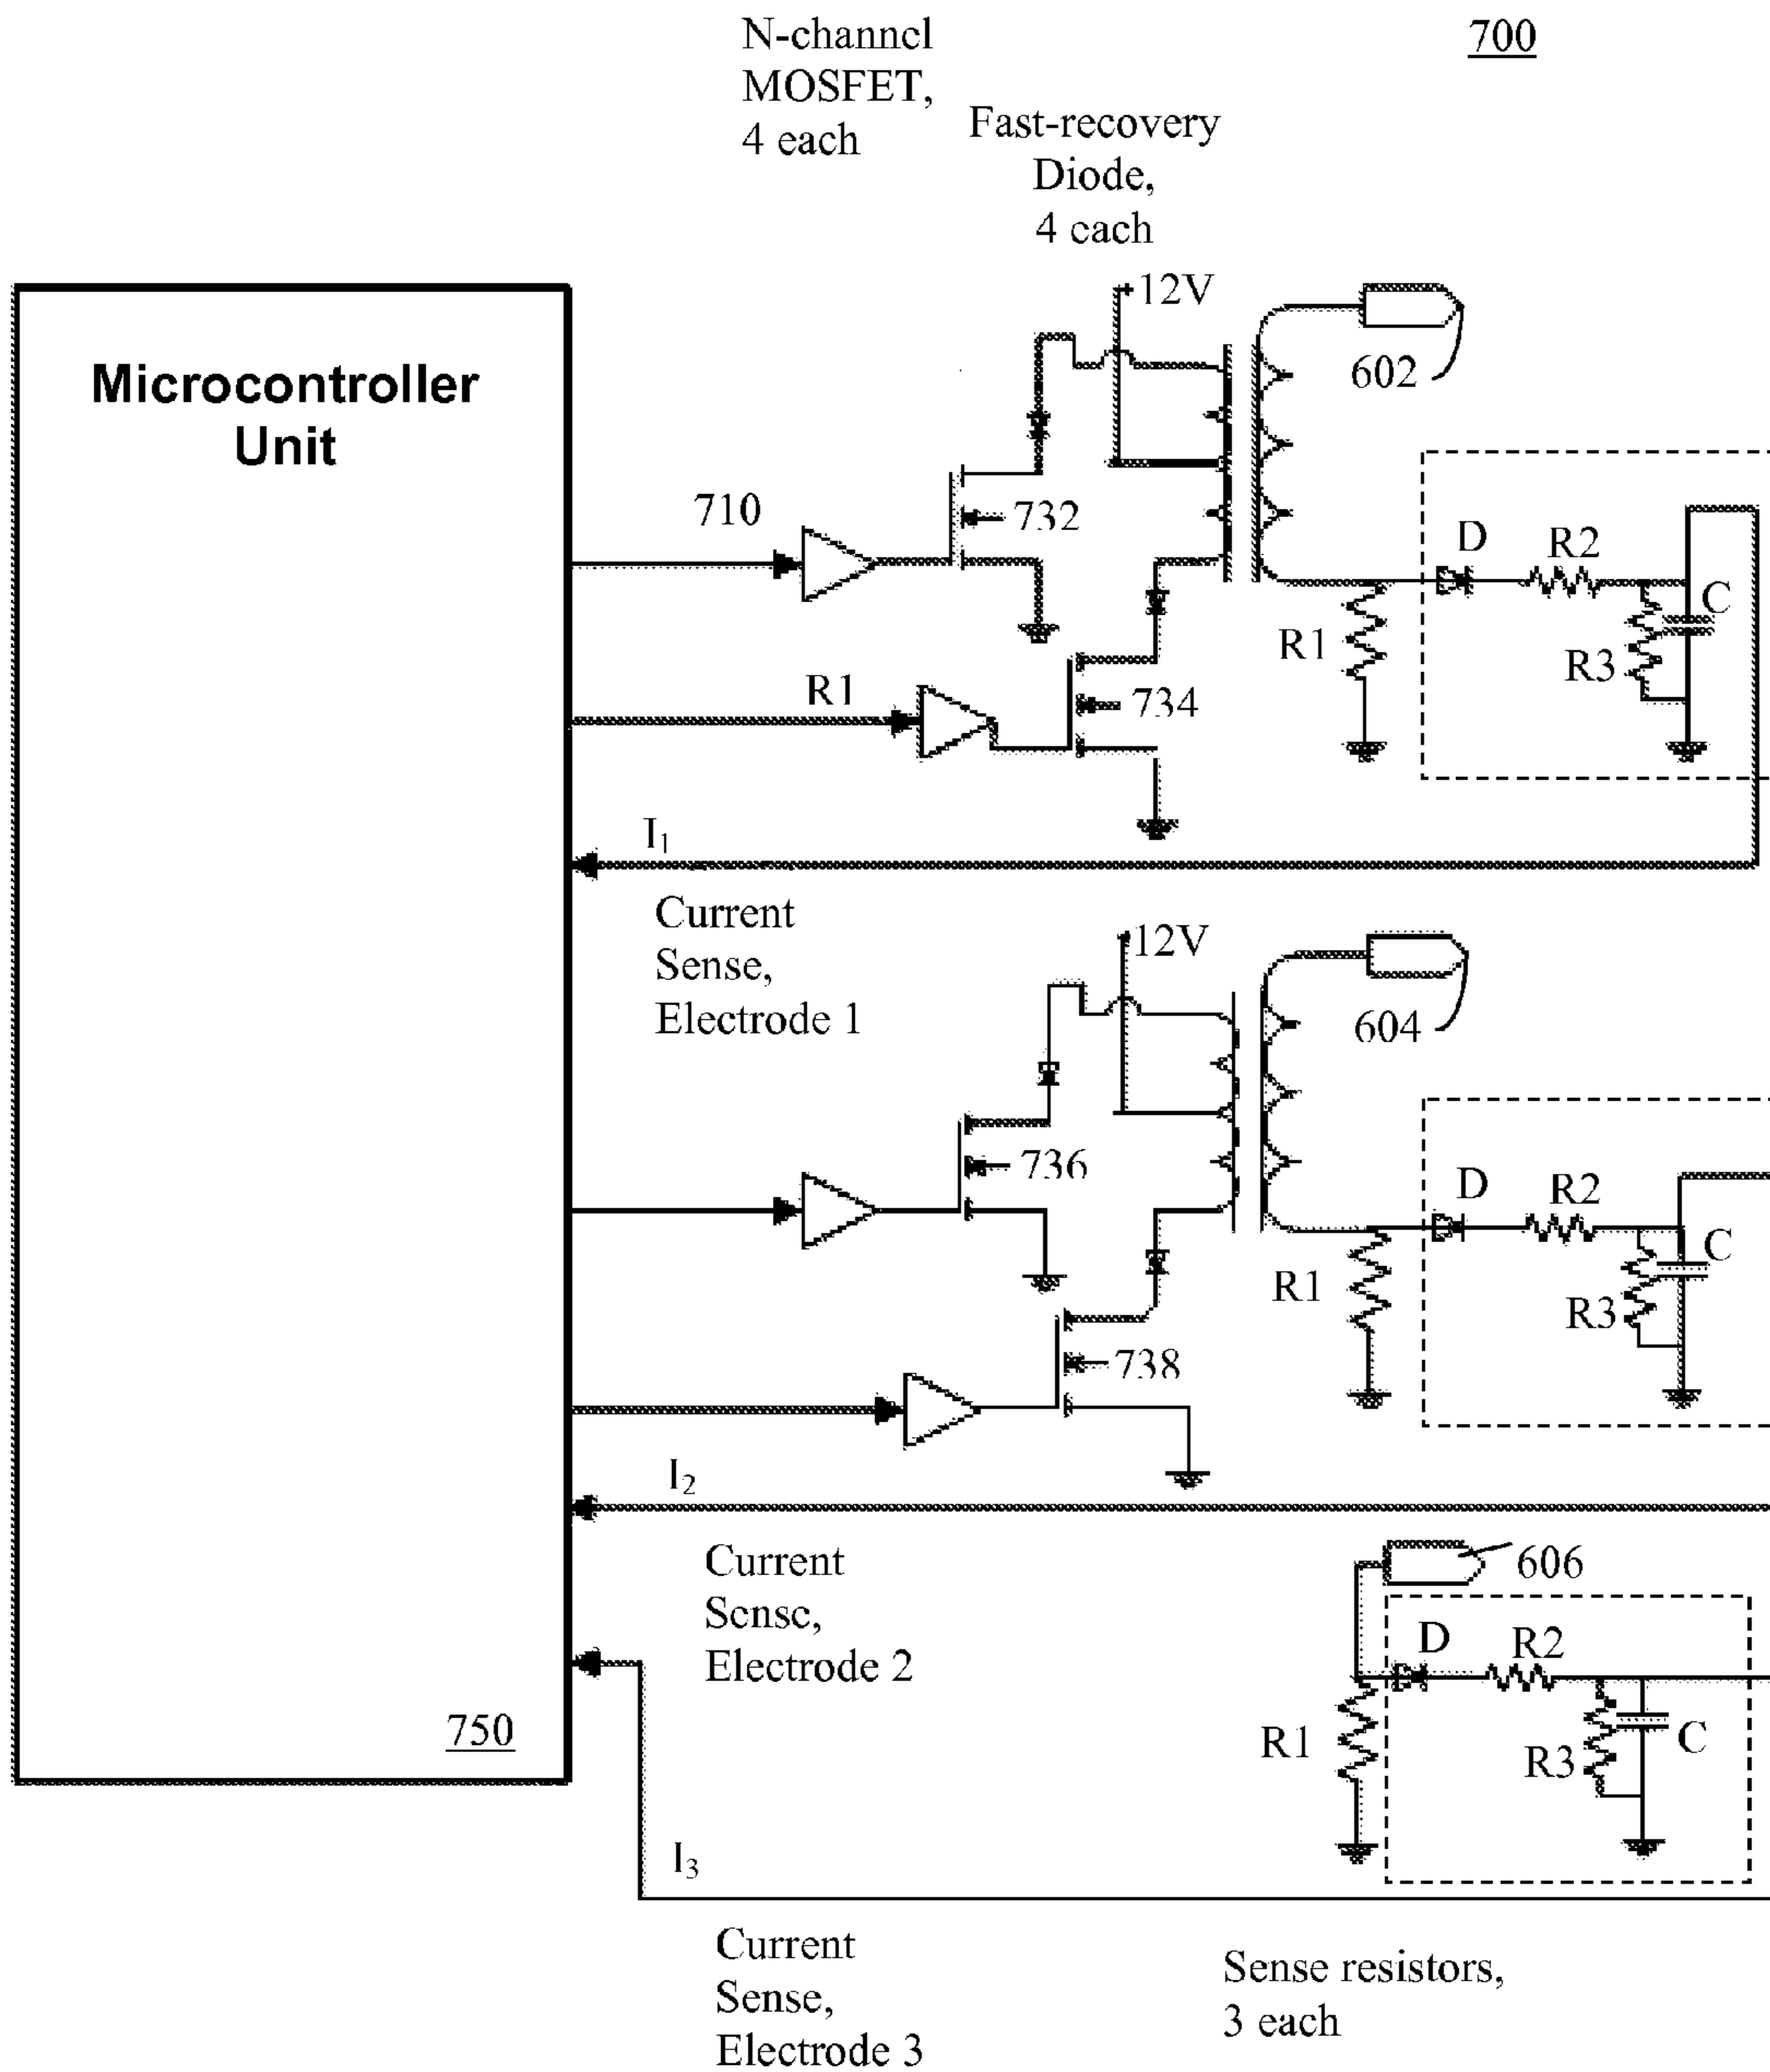 N-channel
MOSFET,
4 each
700
Fast-recovery
Diode,
4 each
12V
602
Microcontroller
Unit
710
732
D
R2
C
R1
R3
R1
734
I1
Current
Sense,
Electrode 1
12V
604
736
D
R2
C
R1
R3
738
I2
Current
Sense,
Electrode 2
606
D
R2
750
R1
R3
C
I3
Current
Sense,
Electrode 3
Sense resistors,
3 each